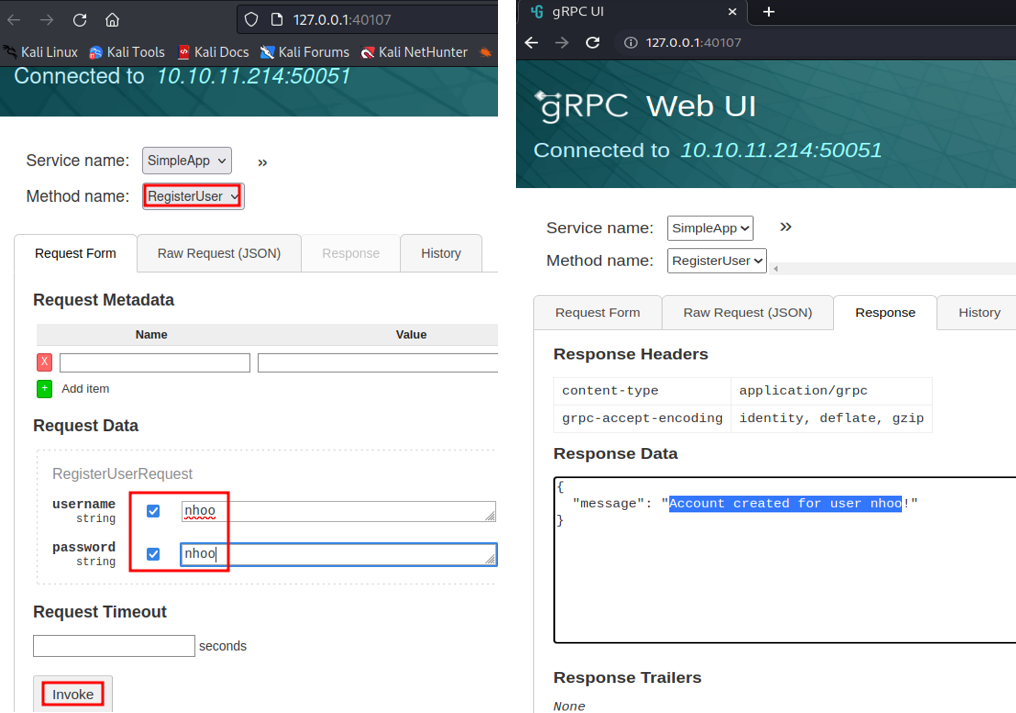 127.0.0.1:40107
Kali Linux Kali Tools Kali Docs Kali Forums Kali NetHunter
Connected to 10.10.11.214:50051
Service name: SimpleApp »
Method name: RegisterUser
Request Form Raw Request (JSON) Response History
Request Metadata
Name Value
X
+ Add item
Request Data
RegisterUserRequest
username nhoo
string
password nhoo
string
Request Timeout
seconds
Invoke
gRPC UI × +
127.0.0.1:40107
gRPC Web UI
Connected to 10.10.11.214:50051
Service name: SimpleApp »
Method name: RegisterUser
Request Form Raw Request (JSON) Response History
Response Headers
content-type application/grpc
grpc-accept-encoding identity, deflate, gzip
Response Data
{
"message": "Account created for user nhoo!"
}
Response Trailers
None